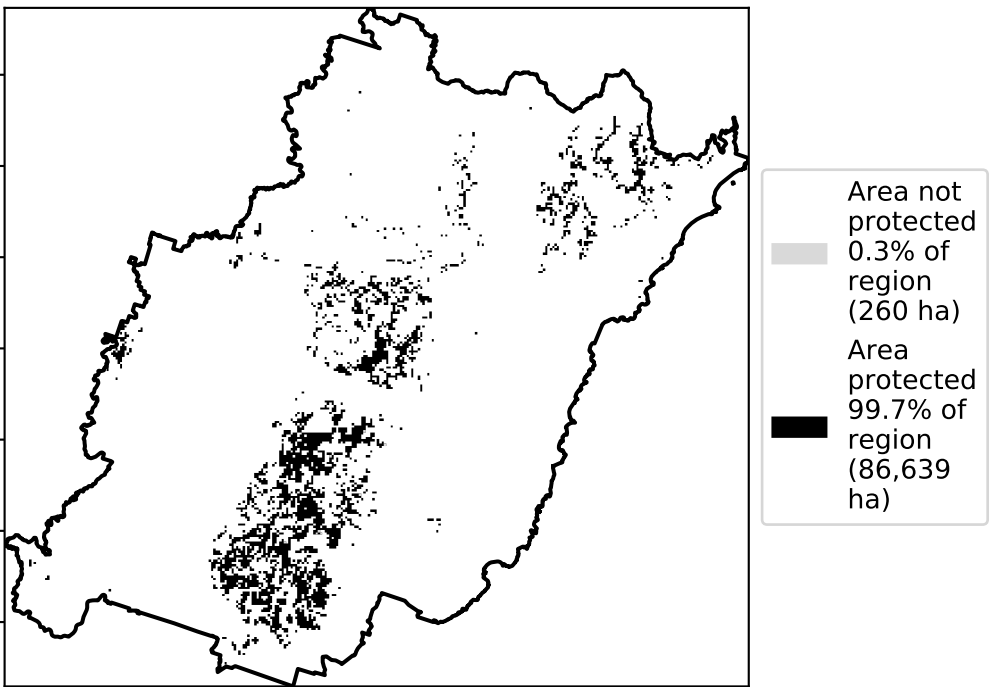 Area not
protected
0.3% of
region
(260 ha)
Area
protected
99.7% of
region
(86,639
ha)